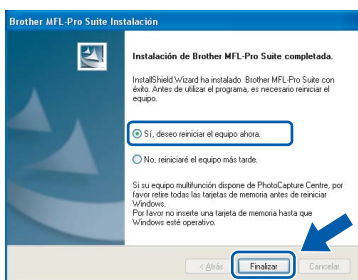 Brother MFL-Pro Suite Instalación
Instalación de Brother MFL-Pro Suite completada.
InstallShield Wizard ha instalado Brother MFL-Pro Suite con
éxito. Antes de utilizar el programa, es necesario reiniciar el
equipo.
Sí, deseo reiniciar el equipo ahora.
No, reiniciaré el equipo más tarde.
Si su equipo multifunción dispone de PhotoCapture Centre, por
favor retire todas las tarjetas de memoria antes de reiniciar
Windows.
Por favor no inserte una tarjeta de memoria hasta que
Windows esté operativo.
< Atrás
Finalizar
Cancelar